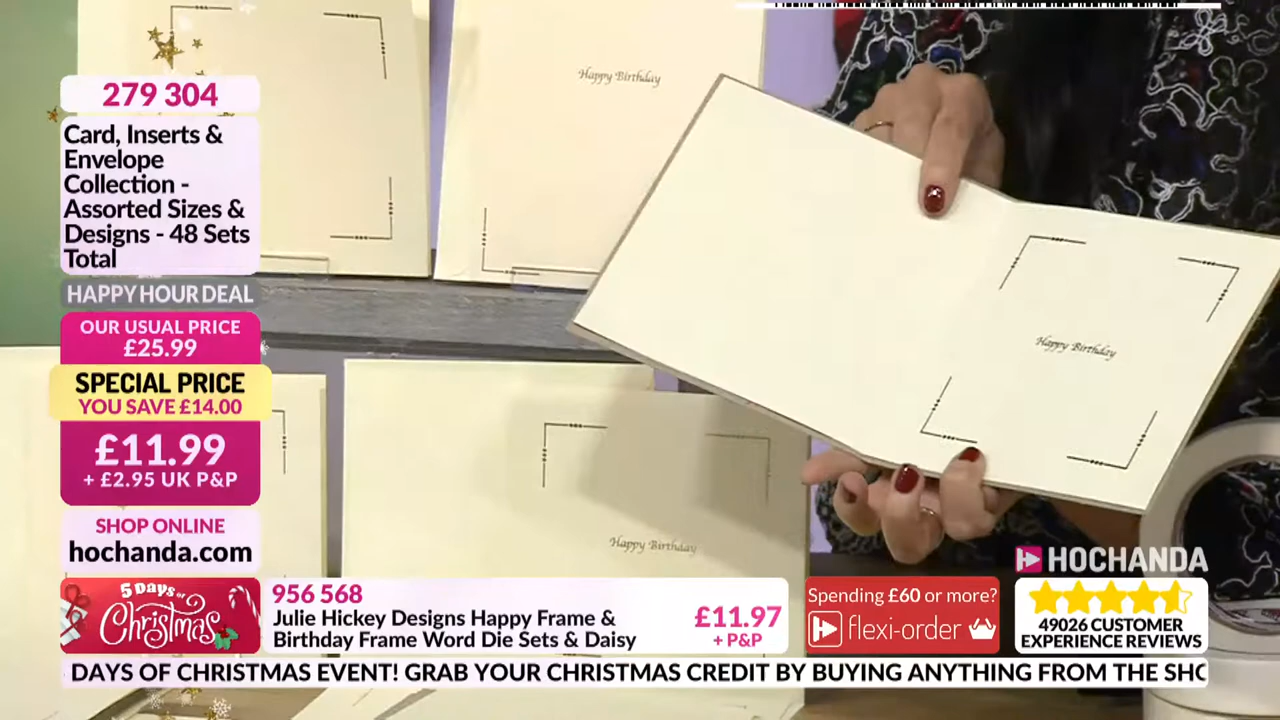 279 304
Card, Inserts &
Envelope
Collection -
Assorted Sizes &
Designs - 48 Sets
Total
HAPPY HOUR DEAL
OUR USUAL PRICE
£25.99
SPECIAL PRICE
YOU SAVE £14.00
£11.99
+ £2.95 UK P&P
SHOP ONLINE
hochanda.com
Happy Birthday
Happy Birthday
Happy Birthday
HOCHANDA
5 Days of
Christmas
956 568
Julie Hickey Designs Happy Frame &
Birthday Frame Word Die Sets & Daisy
£11.97
+ P&P
Spending £60 or more?
flexi-order
49026 CUSTOMER
EXPERIENCE REVIEWS
DAYS OF CHRISTMAS EVENT! GRAB YOUR CHRISTMAS CREDIT BY BUYING ANYTHING FROM THE